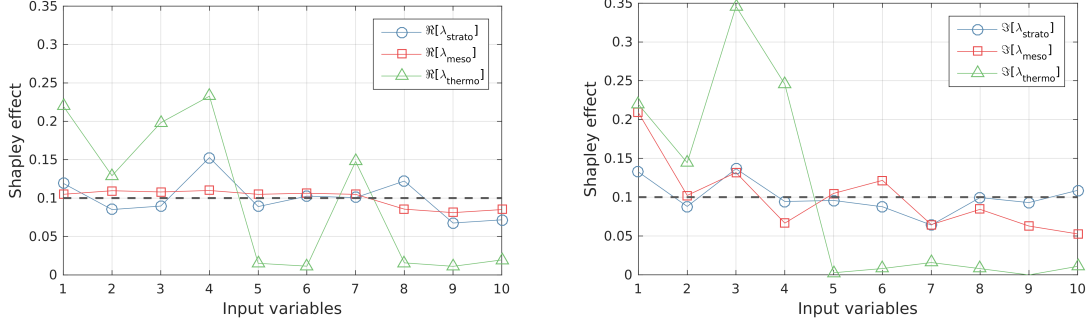 0.35
0.3
0.25
0.2
0.15
0.1
0.05
0
Shapley effect
1 2 3 4 5 6 7 8 9 10
Input variables
ℜ[λstrato]
ℜ[λmeso]
ℜ[λthermo]
0.35
0.3
0.25
0.2
0.15
0.1
0.05
0
Shapley effect
1 2 3 4 5 6 7 8 9 10
Input variables
ℑ[λstrato]
ℑ[λmeso]
ℑ[λthermo]